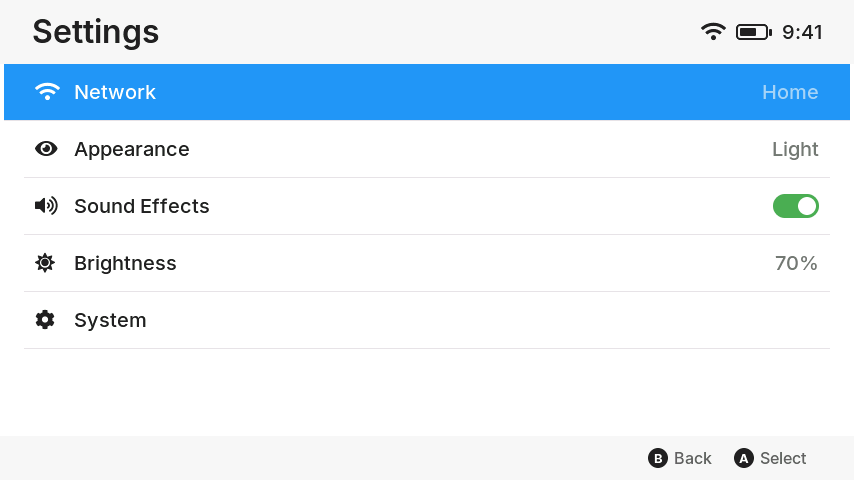 Settings 9:41
Network Home
Appearance Light
Sound Effects
Brightness 70%
System
B Back A Select